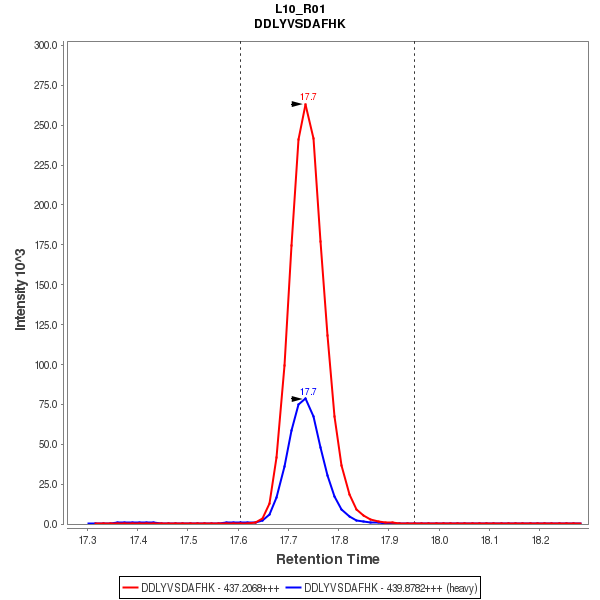 L10_R01
DDLYVSDAFHK
300.0
275.0
250.0
225.0
200.0
175.0
150.0
125.0
100.0
75.0
50.0
25.0
0.0
Intensity 10^3
17.7
17.7
17.3 17.4 17.5 17.6 17.7 17.8 17.9 18.0 18.1 18.2
Retention Time
DDLYVSDAFHK - 437.2068+++ DDLYVSDAFHK - 439.8782+++ (heavy)